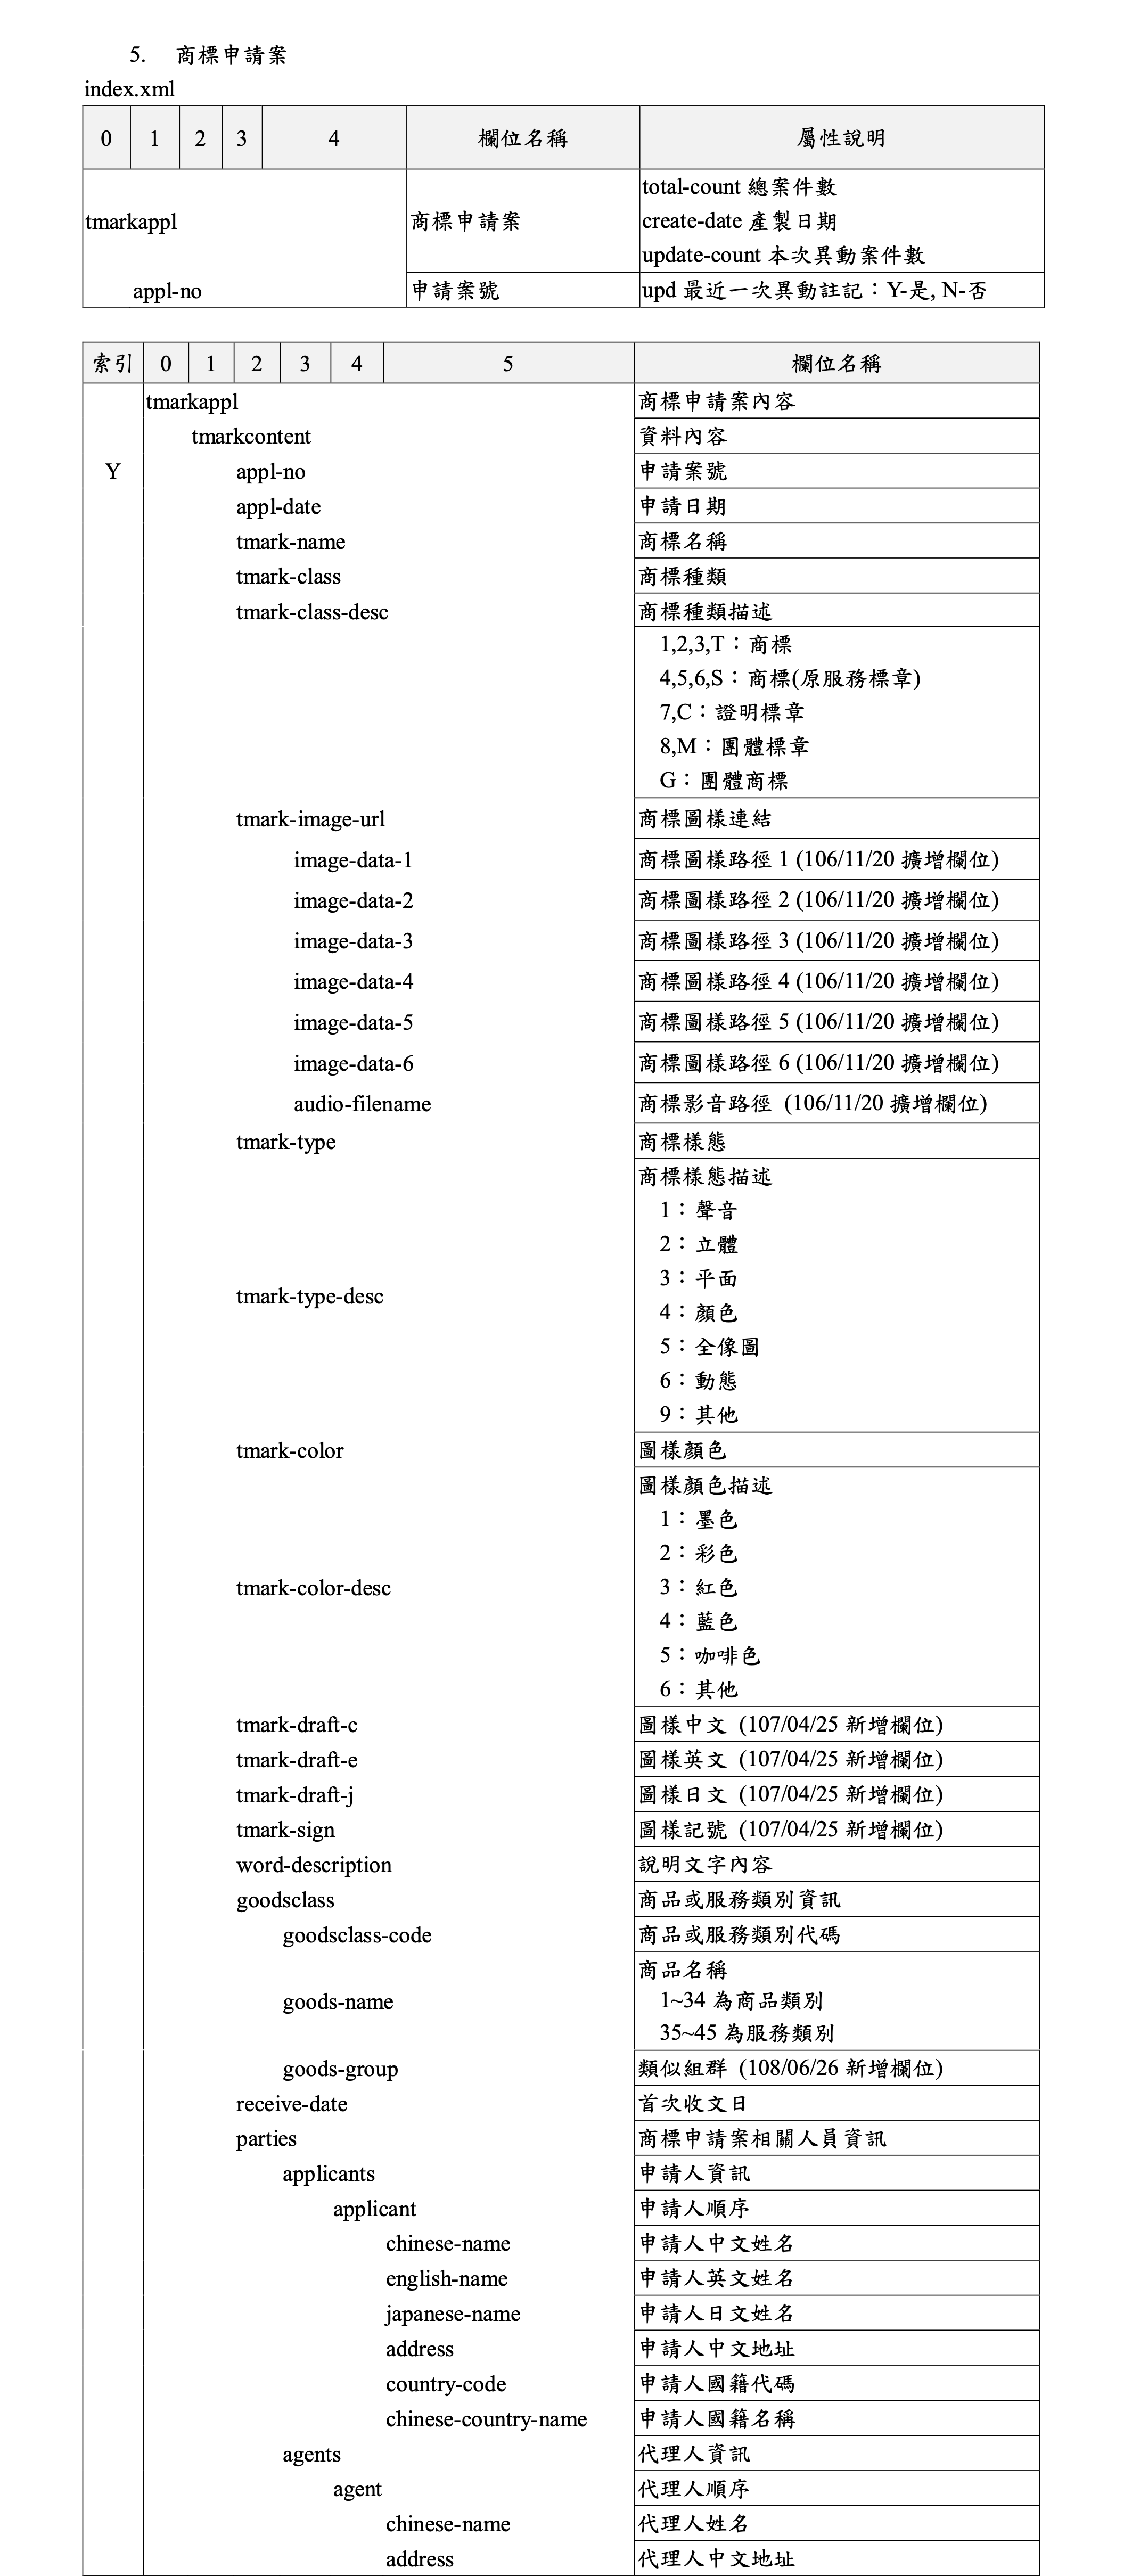 5. 商標申請案
index.xml
0 1 2 3 4 欄位名稱 屬性說明
tmarkappl 商標申請案 total-count 總案件數
create-date 產製日期
update-count 本次異動案件數
appl-no 申請案號 upd 最近一次異動註記：Y-是, N-否
索引 0 1 2 3 4 5 欄位名稱
tmarkappl 商標申請案內容
tmarkcontent 資料內容
Y appl-no 申請案號
appl-date 申請日期
tmark-name 商標名稱
tmark-class 商標種類
tmark-class-desc 商標種類描述
1,2,3,T：商標
4,5,6,S：商標(原服務標章)
7,C：證明標章
8,M：團體標章
G：團體商標
tmark-image-url 商標圖樣連結
image-data-1 商標圖樣路徑 1 (106/11/20 擴增欄位)
image-data-2 商標圖樣路徑 2 (106/11/20 擴增欄位)
image-data-3 商標圖樣路徑 3 (106/11/20 擴增欄位)
image-data-4 商標圖樣路徑 4 (106/11/20 擴增欄位)
image-data-5 商標圖樣路徑 5 (106/11/20 擴增欄位)
image-data-6 商標圖樣路徑 6 (106/11/20 擴增欄位)
audio-filename 商標影音路徑 (106/11/20 擴增欄位)
tmark-type 商標樣態
tmark-type-desc 商標樣態描述
1：聲音
2：立體
3：平面
4：顏色
5：全像圖
6：動態
9：其他
tmark-color 圖樣顏色
tmark-color-desc 圖樣顏色描述
1：墨色
2：彩色
3：紅色
4：藍色
5：咖啡色
6：其他
tmark-draft-c 圖樣中文 (107/04/25 新增欄位)
tmark-draft-e 圖樣英文 (107/04/25 新增欄位)
tmark-draft-j 圖樣日文 (107/04/25 新增欄位)
tmark-sign 圖樣記號 (107/04/25 新增欄位)
word-description 說明文字內容
goodsclass 商品或服務類別資訊
goodsclass-code 商品或服務類別代碼
goods-name 商品名稱
1~34 為商品類別
35~45 為服務類別
goods-group 類似組群 (108/06/26 新增欄位)
receive-date 首次收文日
parties 商標申請案相關人員資訊
applicants 申請人資訊
applicant 申請人順序
chinese-name 申請人中文姓名
english-name 申請人英文姓名
japanese-name 申請人日文姓名
address 申請人中文地址
country-code 申請人國籍代碼
chinese-country-name 申請人國籍名稱
agents 代理人資訊
agent 代理人順序
chinese-name 代理人姓名
address 代理人中文地址